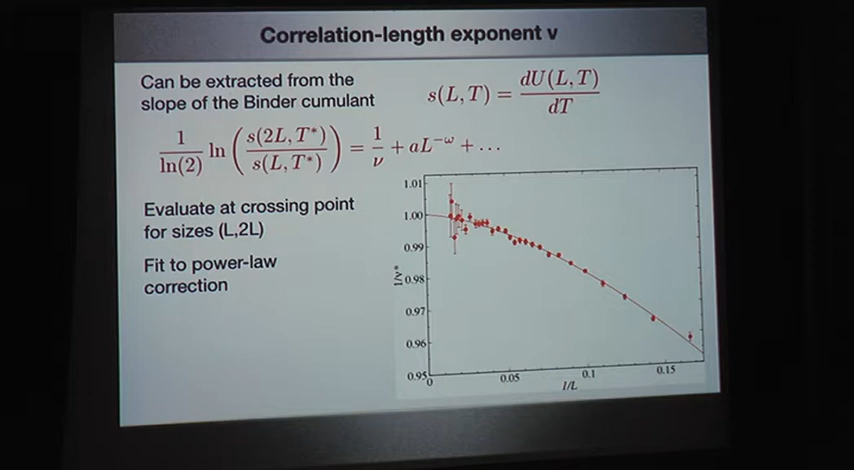 Correlation-length exponent ν
Can be extracted from the
slope of the Binder cumulant
s(L,T) = dU(L,T)/dT
1/ln(2) ln(s(2L,T*)/s(L,T*)) = 1/ν + aL^{-ω} + ...
Evaluate at crossing point
for sizes (L,2L)
Fit to power-law
correction
1.01
1.00
0.99
0.98
0.97
0.96
0.95
1/ν*
0
0.05
0.1
0.15
1/L